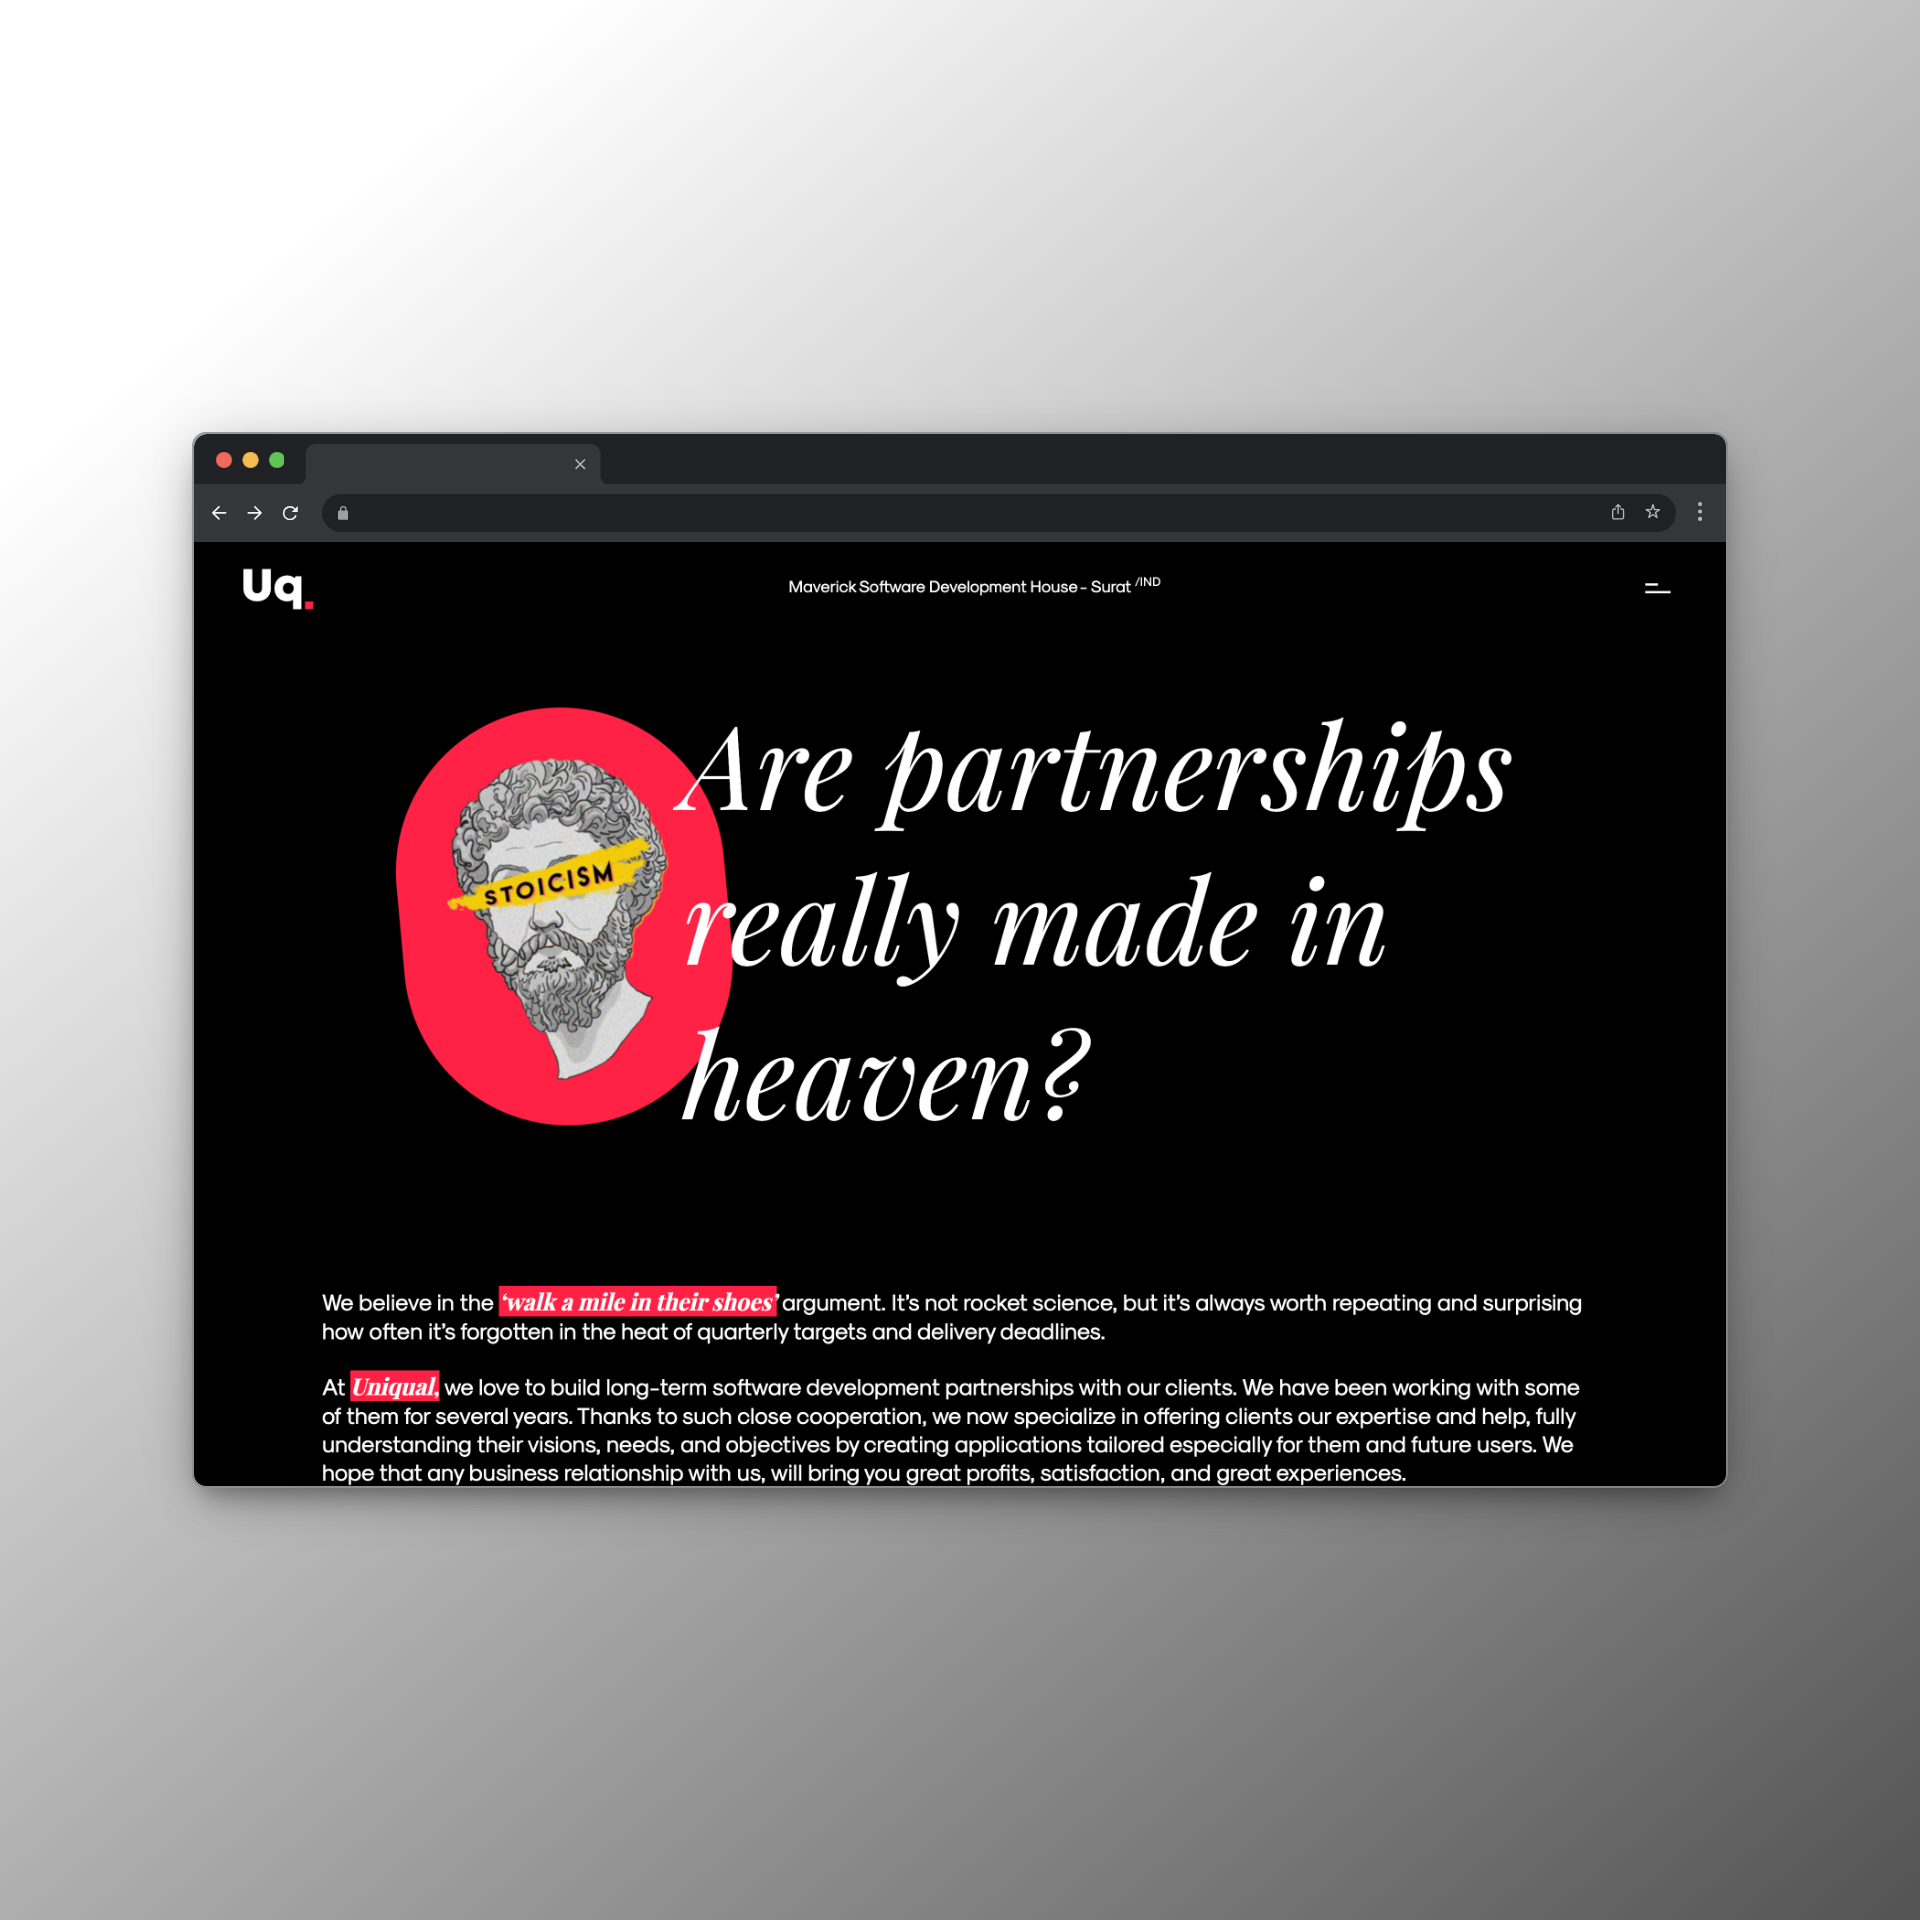 Uq.
Maverick Software Development House - Surat /IND
Are partnerships
really made in
heaven?
STOICISM
We believe in the ‘walk a mile in their shoes’ argument. It’s not rocket science, but it’s always worth repeating and surprising
how often it’s forgotten in the heat of quarterly targets and delivery deadlines.
At Uniqual, we love to build long-term software development partnerships with our clients. We have been working with some
of them for several years. Thanks to such close cooperation, we now specialize in offering clients our expertise and help, fully
understanding their visions, needs, and objectives by creating applications tailored especially for them and future users. We
hope that any business relationship with us, will bring you great profits, satisfaction, and great experiences.